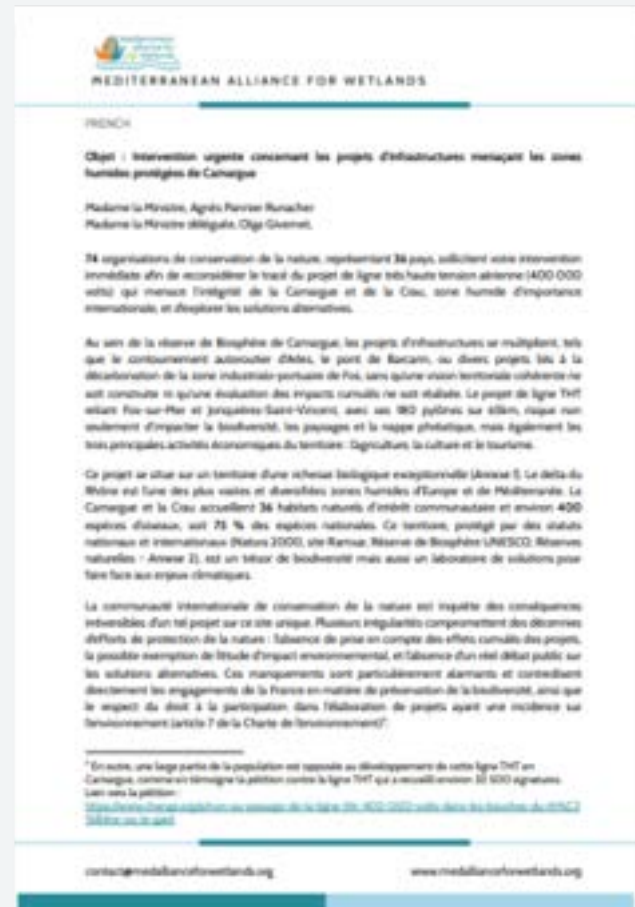 MEDITERRANEAN ALLIANCE FOR WETLANDS
FRENCH
Objet : Intervention urgente concernant les projets d'infrastructures menaçant les zones
humides protégées de Camargue
Madame la Ministre, Agnès Pannier Runacher
Madame la Ministre déléguée, Olga Givernet,
74 organisations de conservation de la nature, représentant 36 pays, sollicitent votre intervention
immédiate afin de reconsidérer le tracé du projet de ligne très haute tension aérienne (400 000
volts) qui menace l'intégrité de la Camargue et de la Crau, zone humide d'importance
internationale, et d'explorer les solutions alternatives.
Au sein de la réserve de Biosphère de Camargue, les projets d'infrastructures se multiplient, tels
que le contournement autoroutier d'Arles, le pont de Barcarin, ou divers projets liés à la
décarbonation de la zone industrialo-portuaire de Fos, sans qu'une vision territoriale cohérente ne
soit construite ni qu'une évaluation des impacts cumulés ne soit réalisée. Le projet de ligne THT
reliant Fos-sur-Mer et Jonquières-Saint-Vincent, avec ses 180 pylônes sur 65km, risque non
seulement d'impacter la biodiversité, les paysages et la nappe phréatique, mais également les
trois principales activités économiques du territoire : l'agriculture, la culture et le tourisme.
Ce projet se situe sur un territoire d'une richesse biologique exceptionnelle (Annexe 1). Le delta du
Rhône est l'une des plus vastes et diversifiées zones humides d'Europe et de Méditerranée. La
Camargue et la Crau accueillent 36 habitats naturels d'intérêt communautaire et environ 400
espèces d'oiseaux, soit 75 % des espèces nationales. Ce territoire, protégé par des statuts
nationaux et internationaux (Natura 2000, site Ramsar, Réserve de Biosphère UNESCO, Réserves
naturelles - Annexe 2), est un trésor de biodiversité mais aussi un laboratoire de solutions pour
faire face aux enjeux climatiques.
La communauté internationale de conservation de la nature est inquiète des conséquences
irréversibles d'un tel projet sur ce site unique. Plusieurs irrégularités compromettent des décennies
d'efforts de protection de la nature : l'absence de prise en compte des effets cumulés des projets,
la possible exemption de l'étude d'impact environnemental, et l'absence d'un réel débat public sur
les solutions alternatives. Ces manquements sont particulièrement alarmants et contredisent
directement les engagements de la France en matière de préservation de la biodiversité, ainsi que
le respect du droit à la participation dans l'élaboration de projets ayant une incidence sur
l'environnement (article 7 de la Charte de l'environnement)*.
* En outre, une large partie de la population est opposée au développement de cette ligne THT en
Camargue, comme en témoigne la pétition contre la ligne THT qui a recueilli environ signatures.
Lien vers la pétition :
contact@medallianceforwetlands.org
www.medallianceforwetlands.org